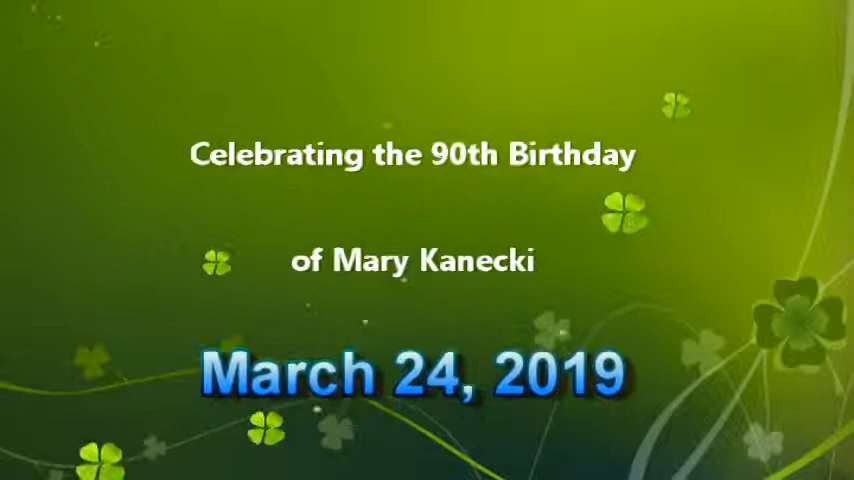 Celebrating the 90th Birthday
of Mary Kanecki
March 24, 2019